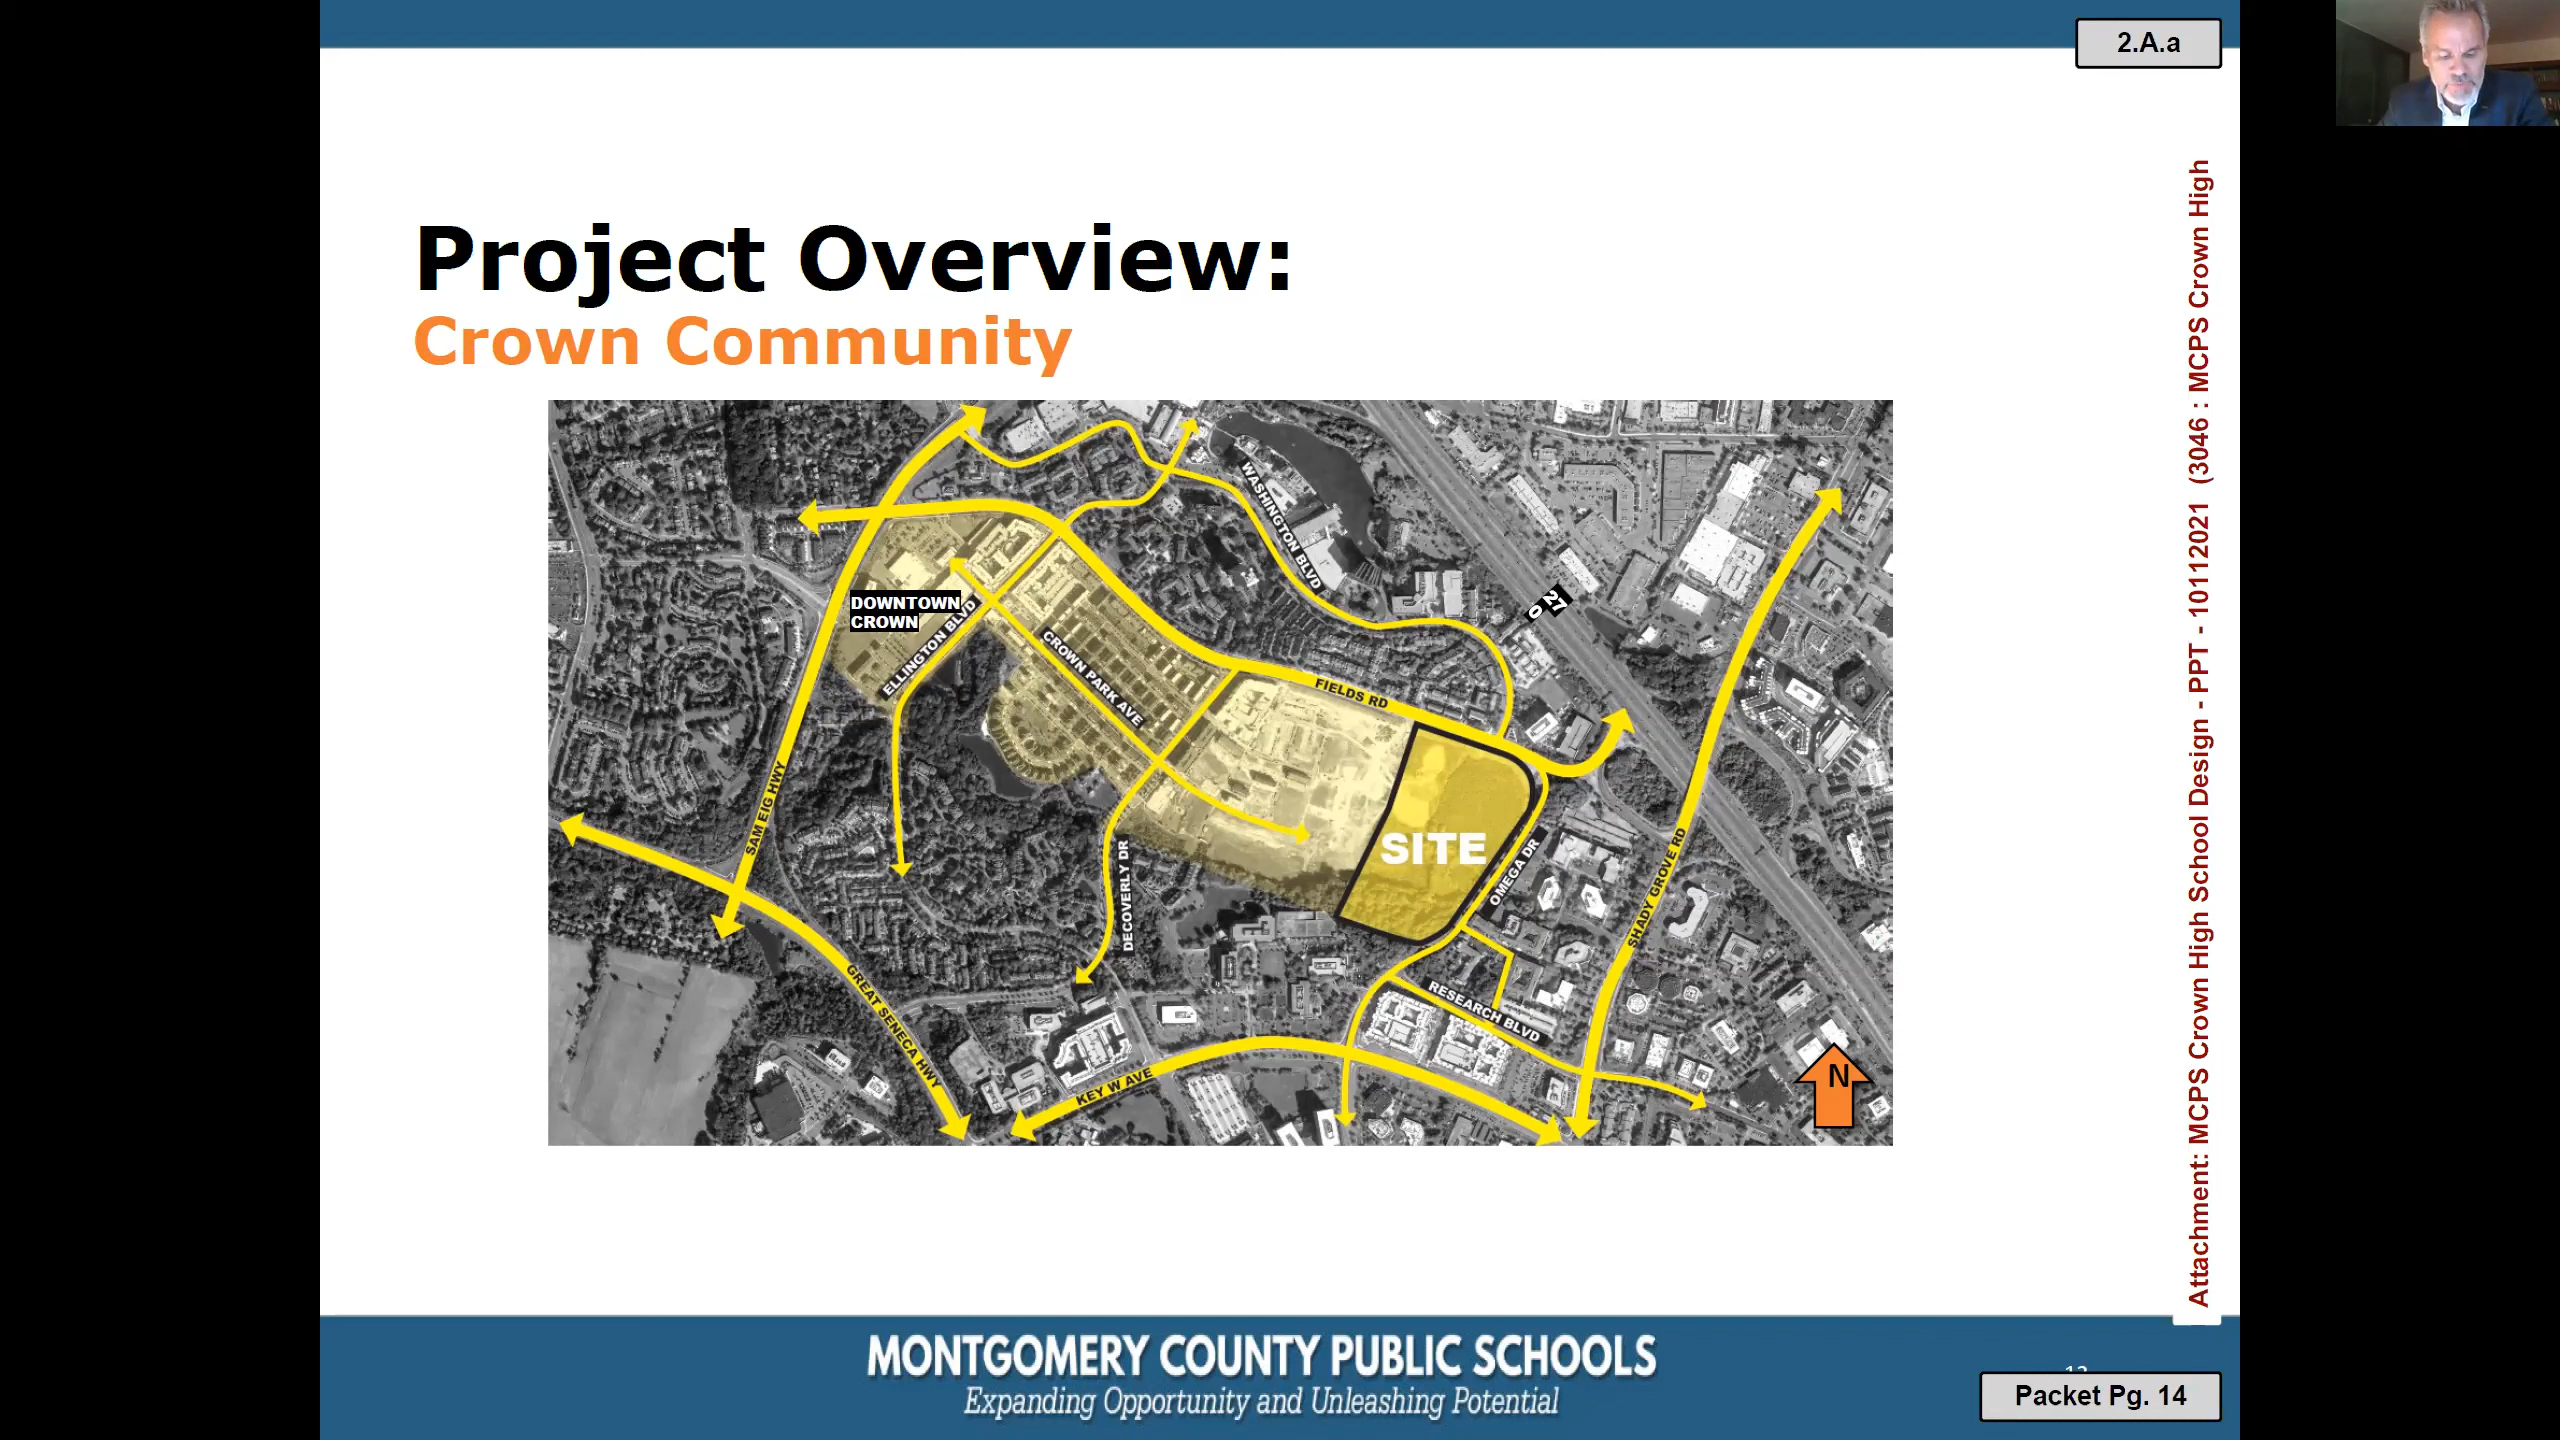 2.A.a
Project Overview:
Crown Community
WASHINGTON BLVD
27
0
DOWNTOWN
CROWN
ELLINGTON BLVD
CROWN PARK AVE
FIELDS RD
SAM EIG HWY
SITE
OMEGA DR
DECOVERLY DR
SHADY GROVE RD
GREAT SENECA HWY
RESEARCH BLVD
KEY W AVE
N
Attachment: MCPS Crown High School Design - PPT - 10112021 (3046 : MCPS Crown High
MONTGOMERY COUNTY PUBLIC SCHOOLS
Expanding Opportunity and Unleashing Potential
Packet Pg. 14